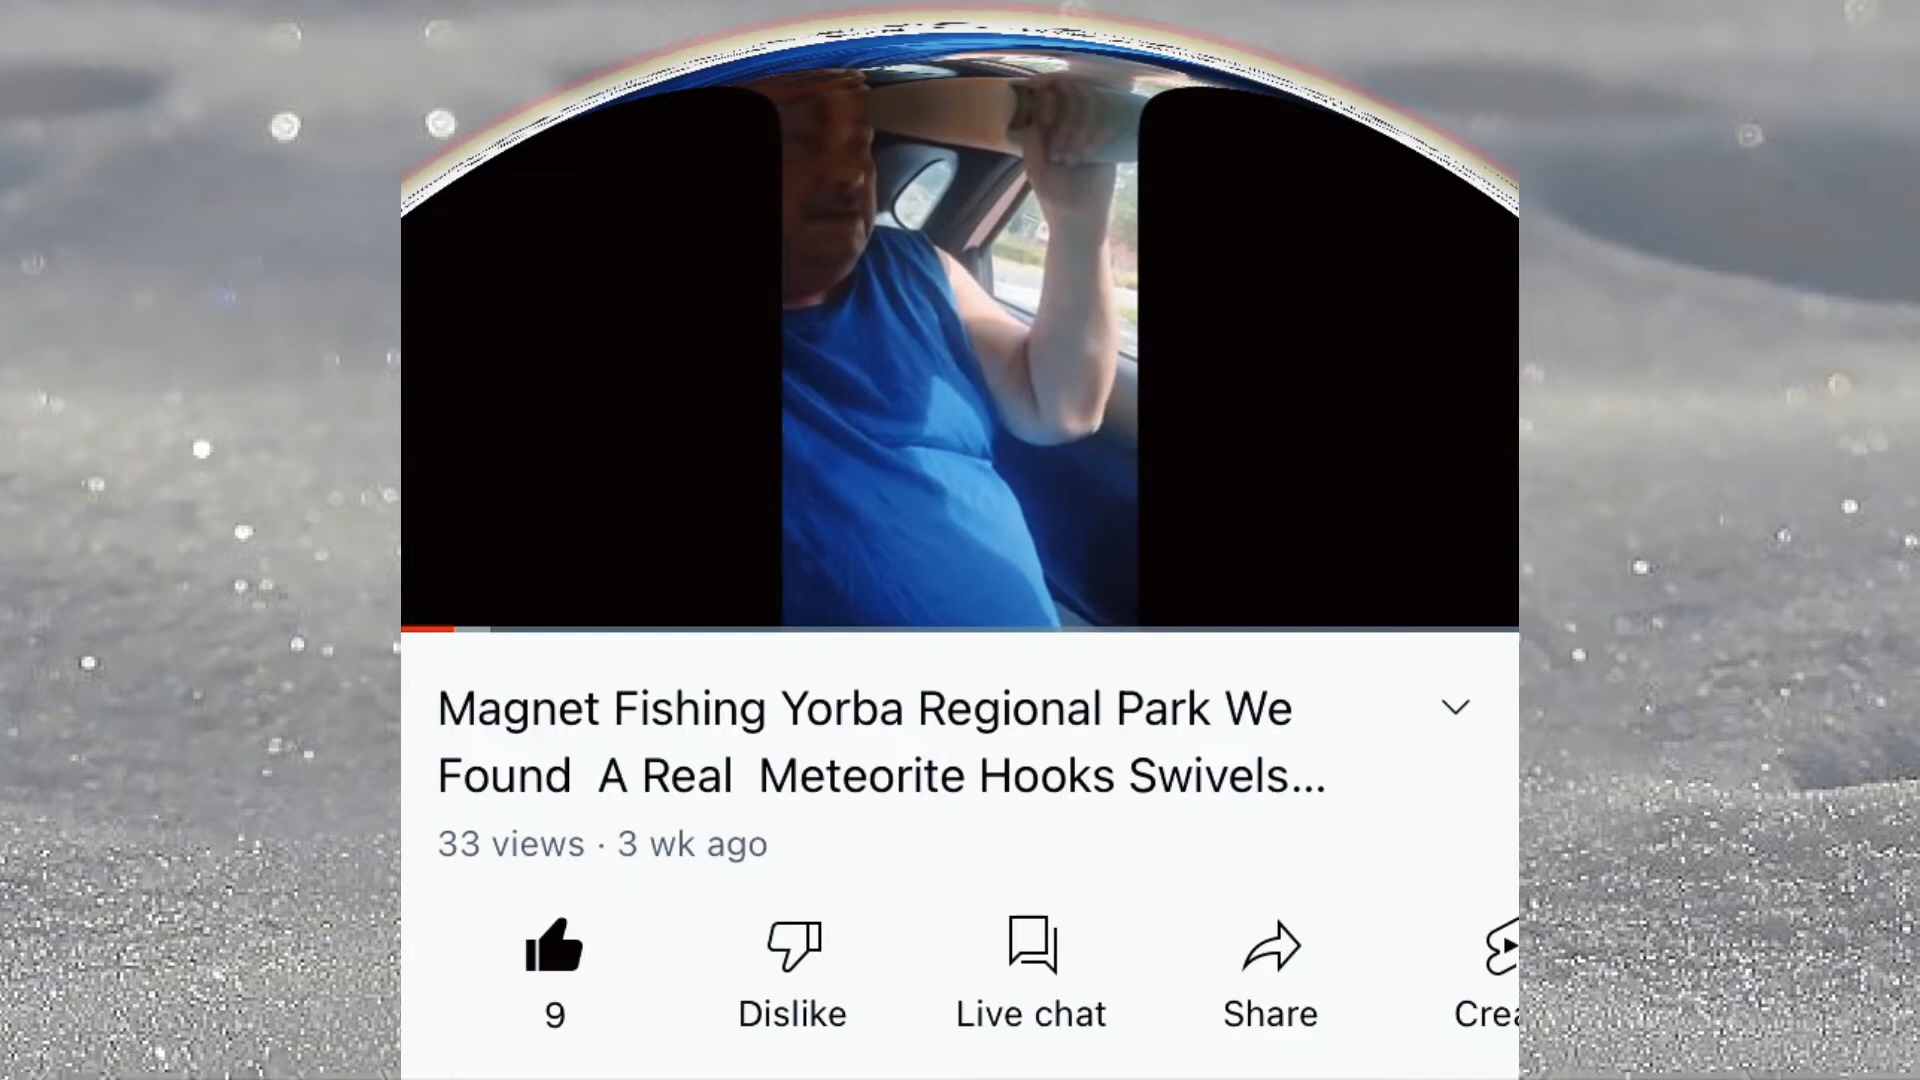 Magnet Fishing Yorba Regional Park We
Found A Real Meteorite Hooks Swivels...
33 views · 3 wk ago
9
Dislike
Live chat
Share
Crea